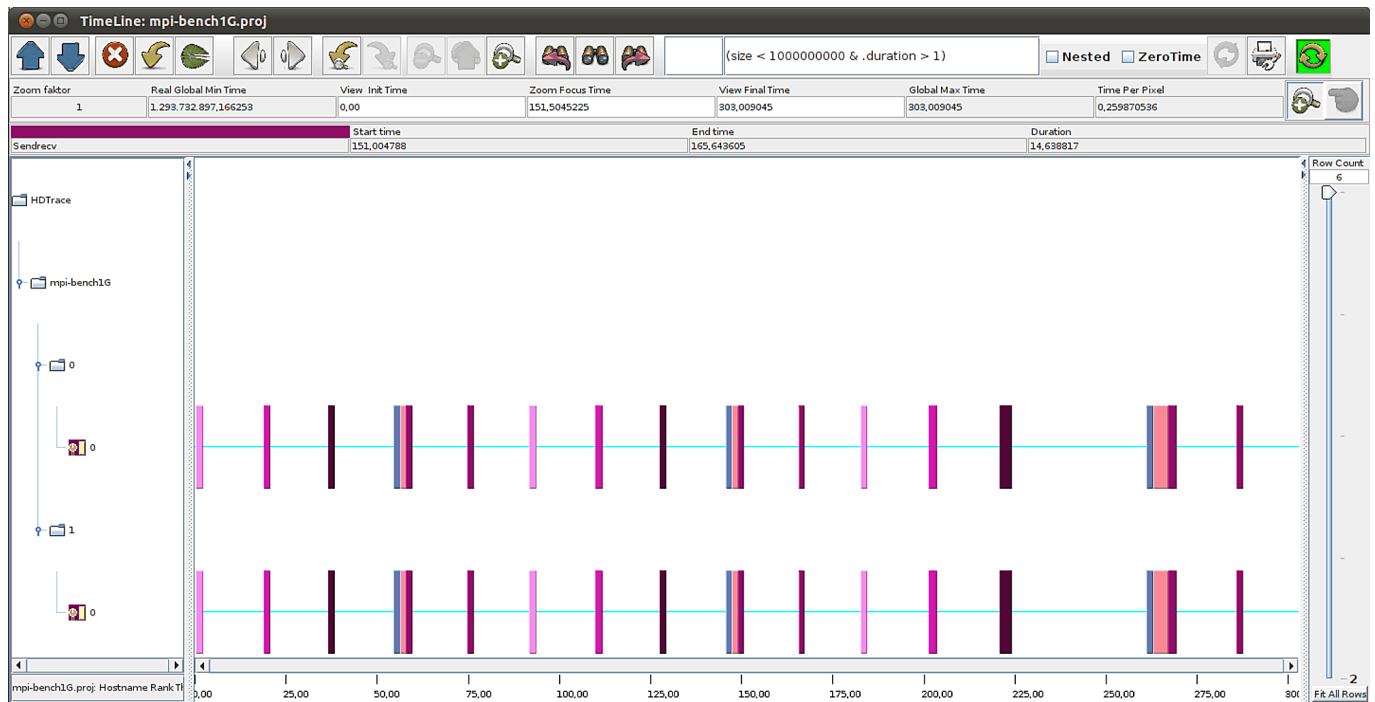 TimeLine: mpi-bench1G.proj
(size < 1000000000 & .duration > 1) Nested ZeroTime
Zoom faktor Real Global Min Time View Init Time Zoom Focus Time View Final Time Global Max Time Time Per Pixel
1 1.293.732.897,166253 0,00 151,5045225 303,009045 303,009045 0,259870536
Start time End time Duration
Sendrecv 151,004788 165,643605 14,638817
Row Count
6
HDTrace
mpi-bench1G
0
0
1
0
2
mpi-bench1G.proj: Hostname Rank Th
0,00 25,00 50,00 75,00 100,00 125,00 150,00 175,00 200,00 225,00 250,00 275,00 300
Fit All Rows